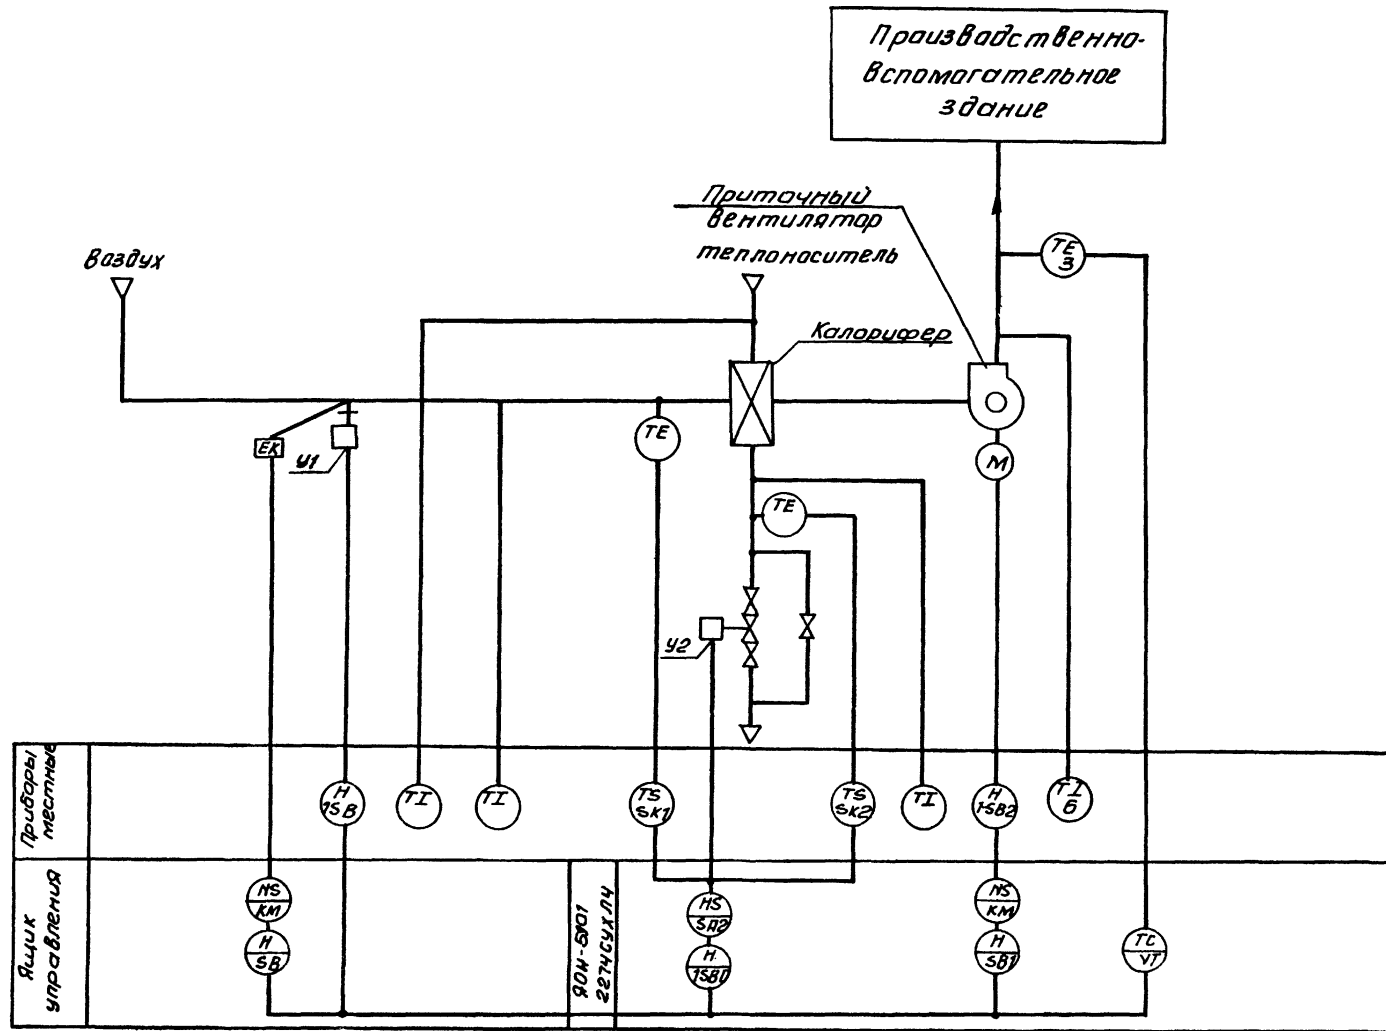 Производственно-
вспомогательное
здание
Приточный
вентилятор
теплоноситель
воздух
TE
3
Калорифер
TE
EK
У1
M
TE
У2
Приборы
местные
H
1SB
TI
TI
TS
SK1
TS
SK2
TI
H
1SB2
TI
6
Ящик
управления
NS
KM
H
SB
ЯОН-5901
2274СУХЛ4
HS
SA2
H
1SB0
NS
KM
H
SB1
TC
VT